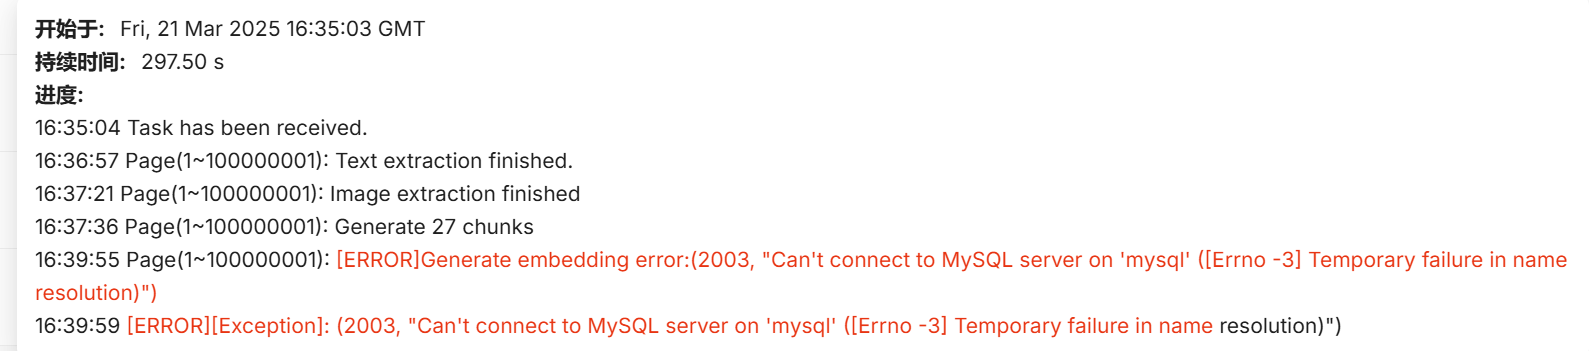 开始于: Fri, 21 Mar 2025 16:35:03 GMT
持续时间: 297.50 s
进度:
16:35:04 Task has been received.
16:36:57 Page(1~100000001): Text extraction finished.
16:37:21 Page(1~100000001): Image extraction finished
16:37:36 Page(1~100000001): Generate 27 chunks
16:39:55 Page(1~100000001): [ERROR]Generate embedding error:(2003, "Can't connect to MySQL server on 'mysql' ([Errno -3] Temporary failure in name
resolution)")
16:39:59 [ERROR][Exception]: (2003, "Can't connect to MySQL server on 'mysql' ([Errno -3] Temporary failure in name resolution)")